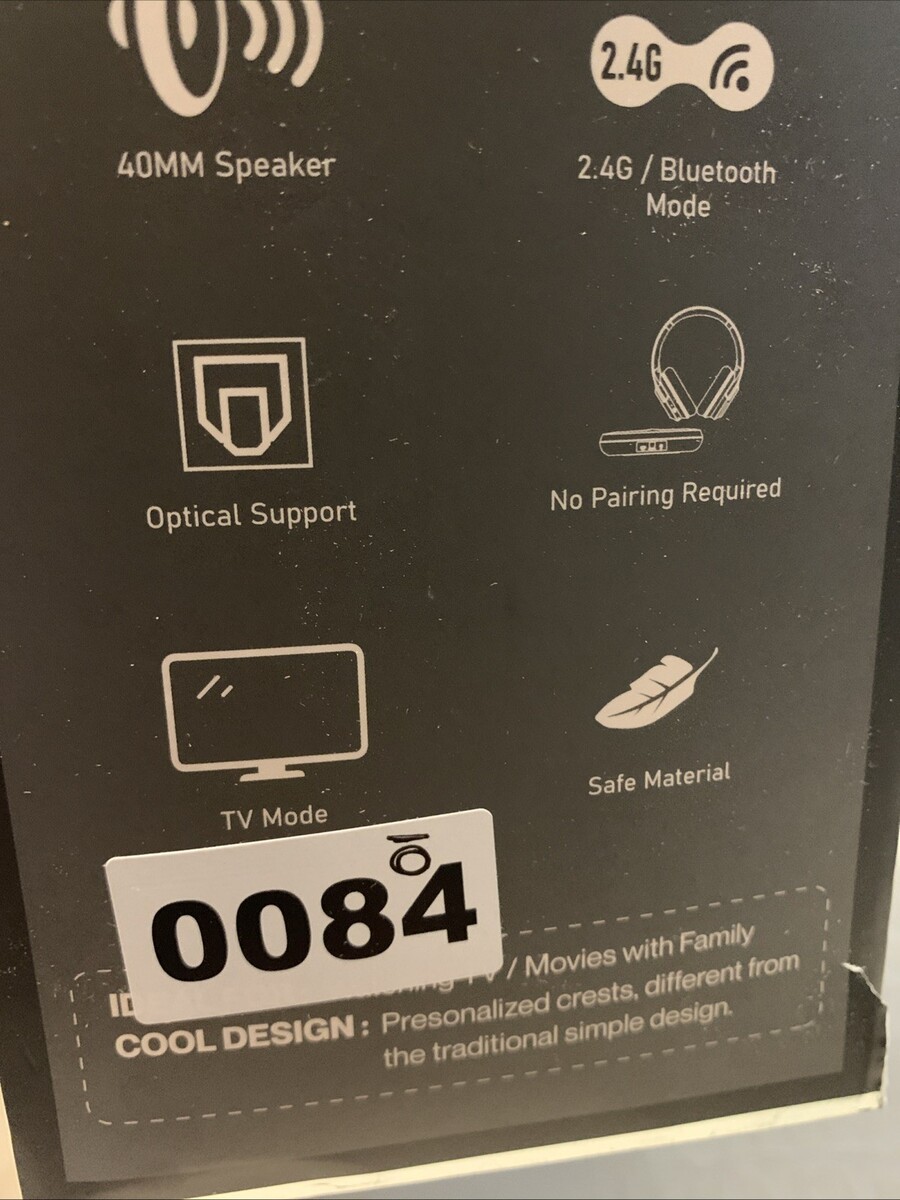 2.4G
40MM Speaker
2.4G / Bluetooth
Mode
Optical Support
No Pairing Required
TV Mode
Safe Material
0084
TV / Movies with Family
COOL DESIGN : Presonalized crests, different from
the traditional simple design.